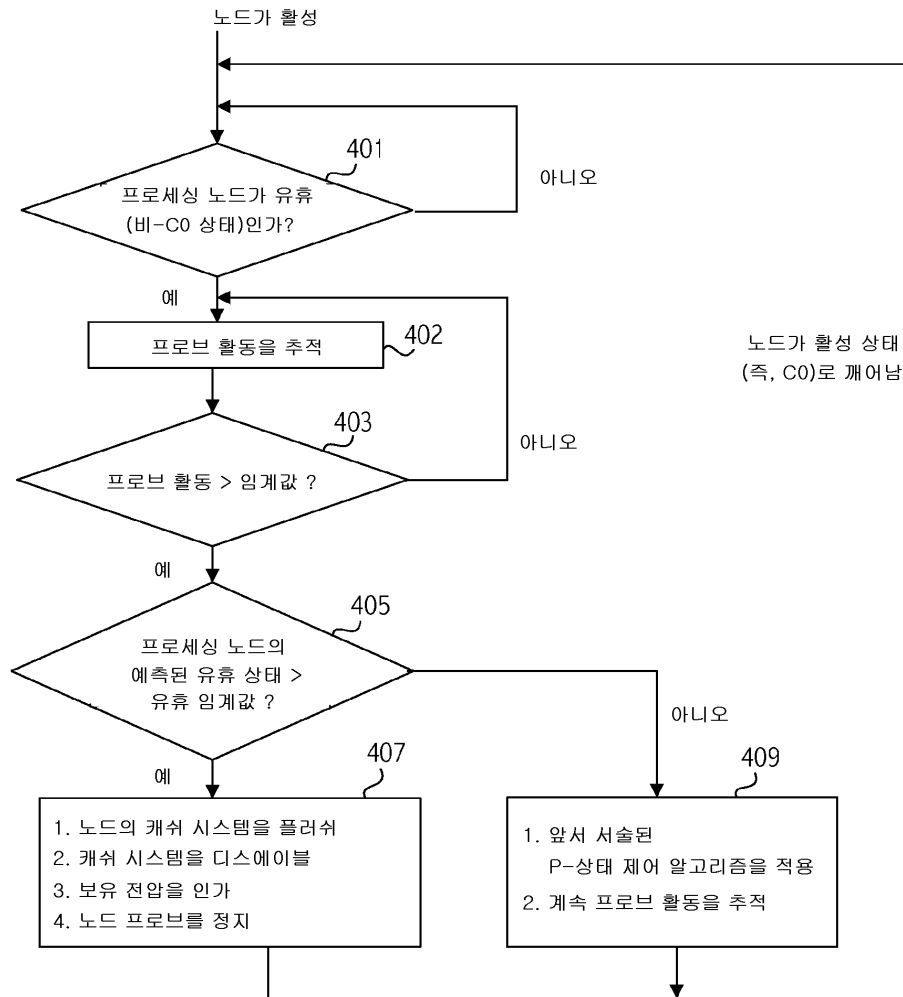 노드가 활성
401
프로세싱 노드가 유휴
(비-C0 상태)인가?
아니오
예
프로브 활동을 추적
402
노드가 활성 상태
(즉, C0)로 깨어남
403
프로브 활동 > 임계값 ?
아니오
예
405
프로세싱 노드의
예측된 유휴 상태 >
유휴 임계값 ?
아니오
예
407
1. 노드의 캐쉬 시스템을 플러쉬
2. 캐쉬 시스템을 디스에이블
3. 보유 전압을 인가
4. 노드 프로브를 정지
409
1. 앞서 서술된
P-상태 제어 알고리즘을 적용
2. 계속 프로브 활동을 추적